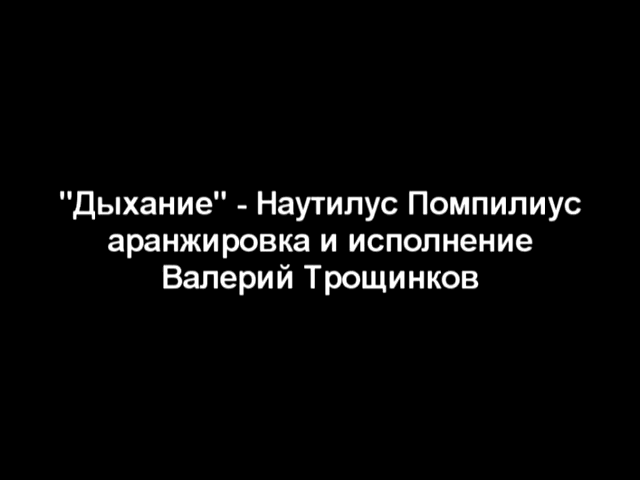 "Дыхание" - Наутилус Помпилиус
аранжировка и исполнение
Валерий Трощинков